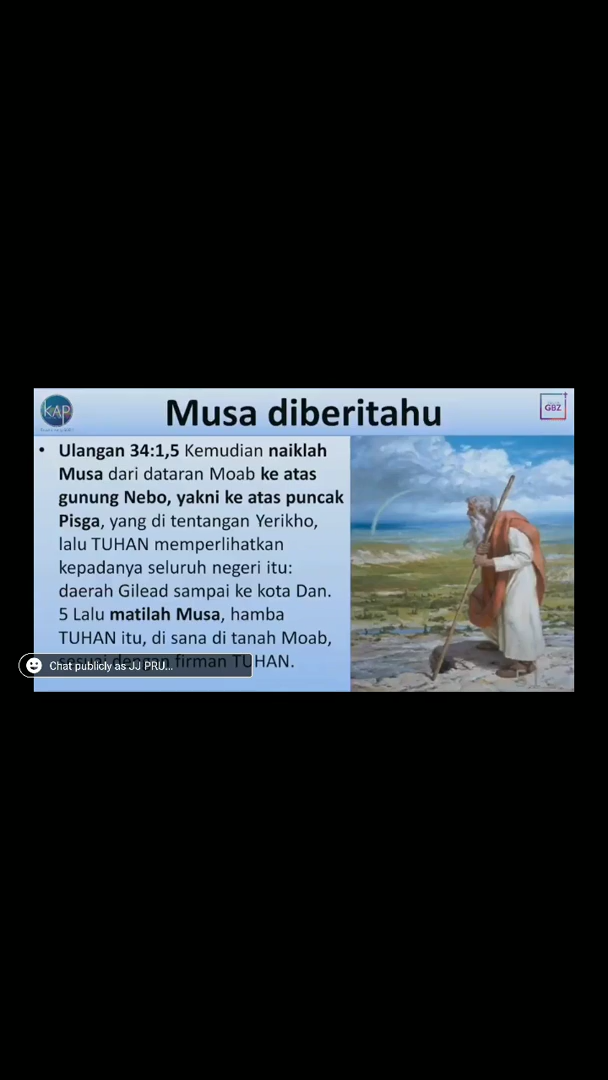 KAP
Musa diberitahu
GBZ
• Ulangan 34:1,5 Kemudian naiklah
Musa dari dataran Moab ke atas
gunung Nebo, yakni ke atas puncak
Pisga, yang di tentangan Yerikho,
lalu TUHAN memperlihatkan
kepadanya seluruh negeri itu:
daerah Gilead sampai ke kota Dan.
5 Lalu matilah Musa, hamba
TUHAN itu, di sana di tanah Moab,
sesuai dengan firman TUHAN.
Chat publicly as JJ PRU...